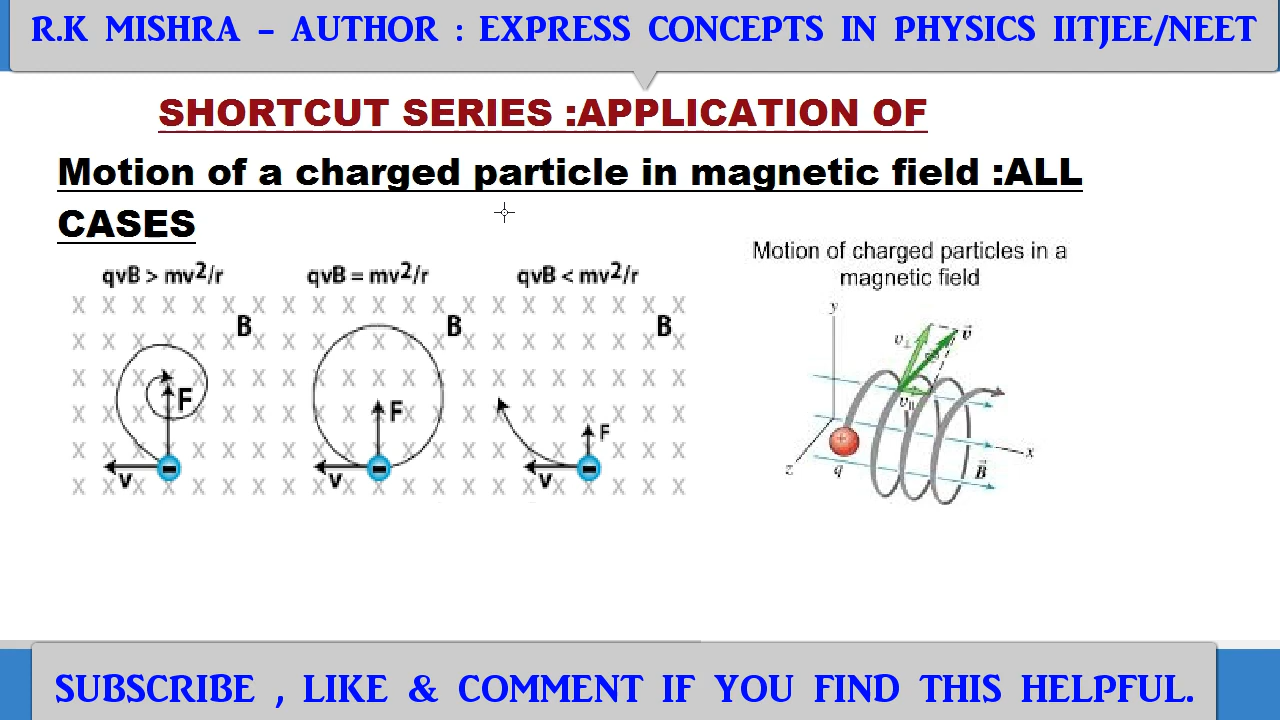 R.K MISHRA – AUTHOR : EXPRESS CONCEPTS IN PHYSICS IITJEE/NEET
SHORTCUT SERIES :APPLICATION OF
Motion of a charged particle in magnetic field :ALL
CASES
qvB > mv²/r
qvB = mv²/r
qvB < mv²/r
X X X X X X X X X X X X X X X X X X X X X
B
B
B
F
F
F
v
v
v
Motion of charged particles in a
magnetic field
y
v⊥
v⃗
v∥
x
z
q
B⃗
SUBSCRIBE , LIKE & COMMENT IF YOU FIND THIS HELPFUL.